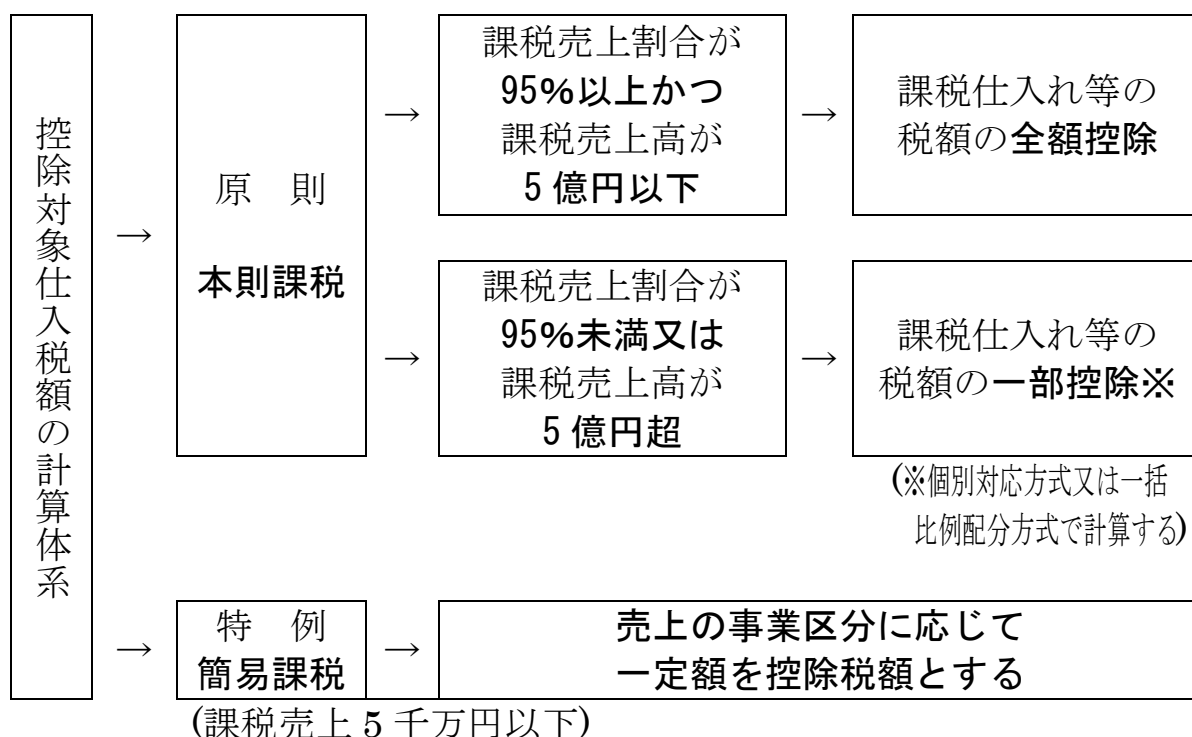 控除対象仕入税額の計算体系
→
原　則
本則課税
→
課税売上割合が
95%以上かつ
課税売上高が
5億円以下
→
課税仕入れ等の
税額の全額控除
→
課税売上割合が
95%未満又は
課税売上高が
5億円超
→
課税仕入れ等の
税額の一部控除※
(※個別対応方式又は一括
比例配分方式で計算する)
→
特　例
簡易課税
→
売上の事業区分に応じて
一定額を控除税額とする
(課税売上5千万円以下)